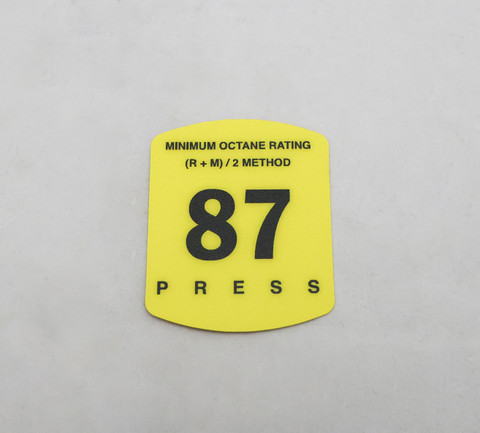 MINIMUM OCTANE RATING
(R + M) / 2 METHOD
87
PRESS